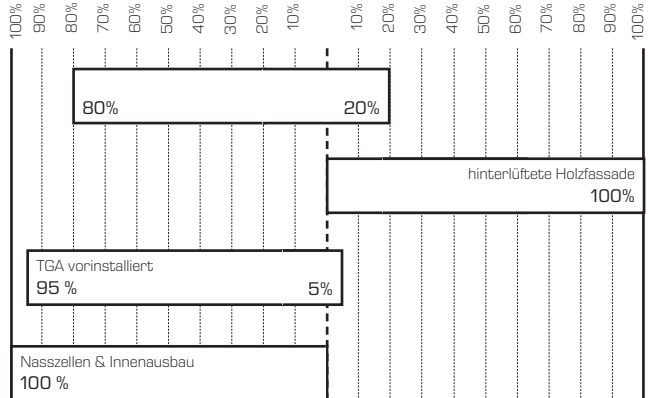 100% 90% 80% 70% 60% 50% 40% 30% 20% 10% 10% 20% 30% 40% 50% 60% 70% 80% 90% 100%
80% 20%
hinterlüftete Holzfassade
100%
TGA vorinstalliert
95 % 5%
Nasszellen & Innenausbau
100 %